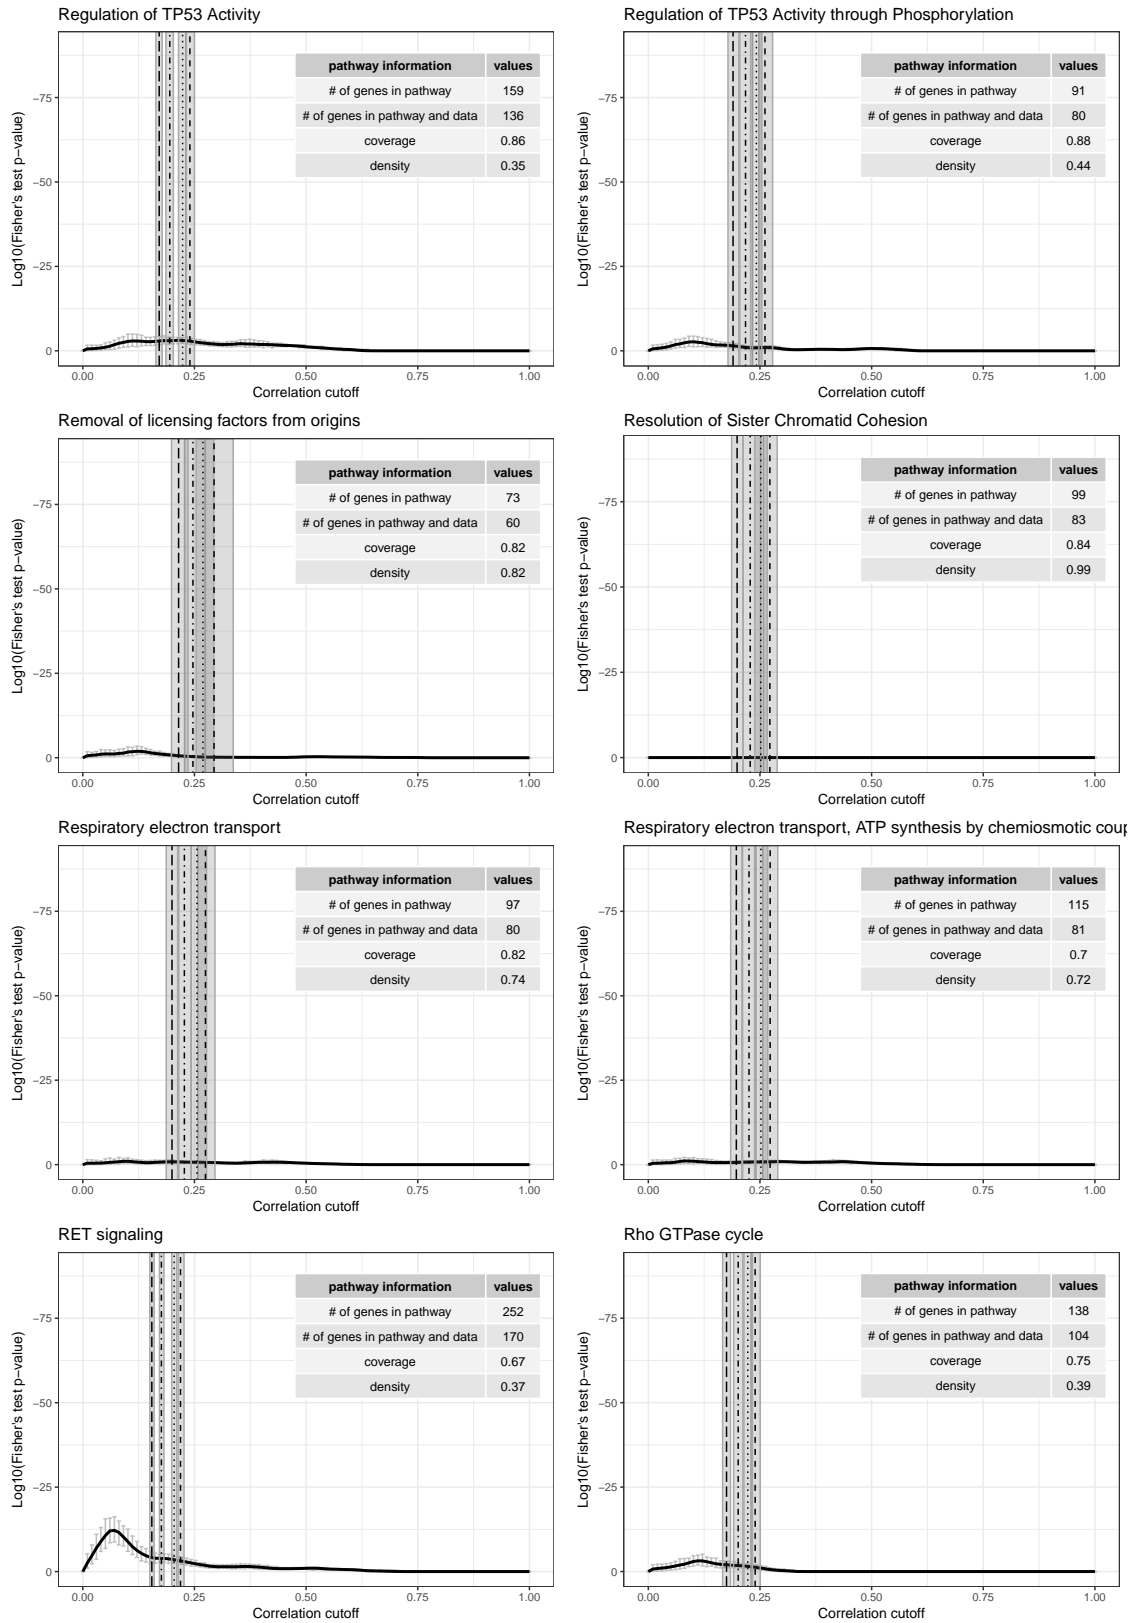 Regulation of TP53 Activity
Log10(Fisher's test p−value)
−75
−50
−25
0
pathway information values
# of genes in pathway 159
# of genes in pathway and data 136
coverage 0.86
density 0.35
0.00 0.25 0.50 0.75 1.00
Correlation cutoff
Regulation of TP53 Activity through Phosphorylation
Log10(Fisher's test p−value)
−75
−50
−25
0
pathway information values
# of genes in pathway 91
# of genes in pathway and data 80
coverage 0.88
density 0.44
0.00 0.25 0.50 0.75 1.00
Correlation cutoff
Removal of licensing factors from origins
Log10(Fisher's test p−value)
−75
−50
−25
0
pathway information values
# of genes in pathway 73
# of genes in pathway and data 60
coverage 0.82
density 0.82
0.00 0.25 0.50 0.75 1.00
Correlation cutoff
Resolution of Sister Chromatid Cohesion
Log10(Fisher's test p−value)
−75
−50
−25
0
pathway information values
# of genes in pathway 99
# of genes in pathway and data 83
coverage 0.84
density 0.99
0.00 0.25 0.50 0.75 1.00
Correlation cutoff
Respiratory electron transport
Log10(Fisher's test p−value)
−75
−50
−25
0
pathway information values
# of genes in pathway 97
# of genes in pathway and data 80
coverage 0.82
density 0.74
0.00 0.25 0.50 0.75 1.00
Correlation cutoff
Respiratory electron transport, ATP synthesis by chemiosmotic coup
Log10(Fisher's test p−value)
−75
−50
−25
0
pathway information values
# of genes in pathway 115
# of genes in pathway and data 81
coverage 0.7
density 0.72
0.00 0.25 0.50 0.75 1.00
Correlation cutoff
RET signaling
Log10(Fisher's test p−value)
−75
−50
−25
0
pathway information values
# of genes in pathway 252
# of genes in pathway and data 170
coverage 0.67
density 0.37
0.00 0.25 0.50 0.75 1.00
Correlation cutoff
Rho GTPase cycle
Log10(Fisher's test p−value)
−75
−50
−25
0
pathway information values
# of genes in pathway 138
# of genes in pathway and data 104
coverage 0.75
density 0.39
0.00 0.25 0.50 0.75 1.00
Correlation cutoff